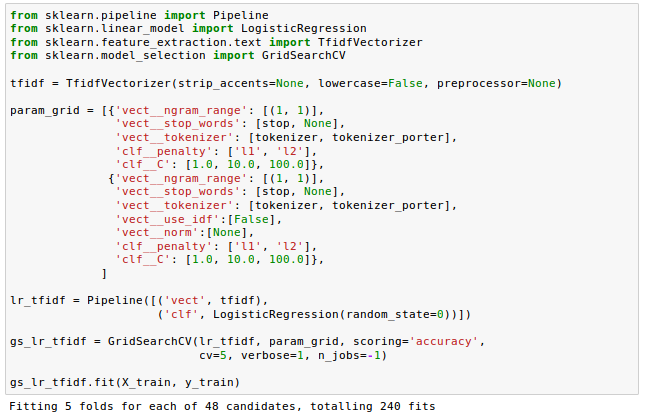 from sklearn.pipeline import Pipeline
from sklearn.linear_model import LogisticRegression
from sklearn.feature_extraction.text import TfidfVectorizer
from sklearn.model_selection import GridSearchCV

tfidf = TfidfVectorizer(strip_accents=None, lowercase=False, preprocessor=None)

param_grid = [{'vect__ngram_range': [(1, 1)],
               'vect__stop_words': [stop, None],
               'vect__tokenizer': [tokenizer, tokenizer_porter],
               'clf__penalty': ['l1', 'l2'],
               'clf__C': [1.0, 10.0, 100.0]},
              {'vect__ngram_range': [(1, 1)],
               'vect__stop_words': [stop, None],
               'vect__tokenizer': [tokenizer, tokenizer_porter],
               'vect__use_idf':[False],
               'vect__norm':[None],
               'clf__penalty': ['l1', 'l2'],
               'clf__C': [1.0, 10.0, 100.0]},
             ]

lr_tfidf = Pipeline([('vect', tfidf),
                     ('clf', LogisticRegression(random_state=0))])

gs_lr_tfidf = GridSearchCV(lr_tfidf, param_grid, scoring='accuracy',
                           cv=5, verbose=1, n_jobs=-1)

gs_lr_tfidf.fit(X_train, y_train)
Fitting 5 folds for each of 48 candidates, totalling 240 fits